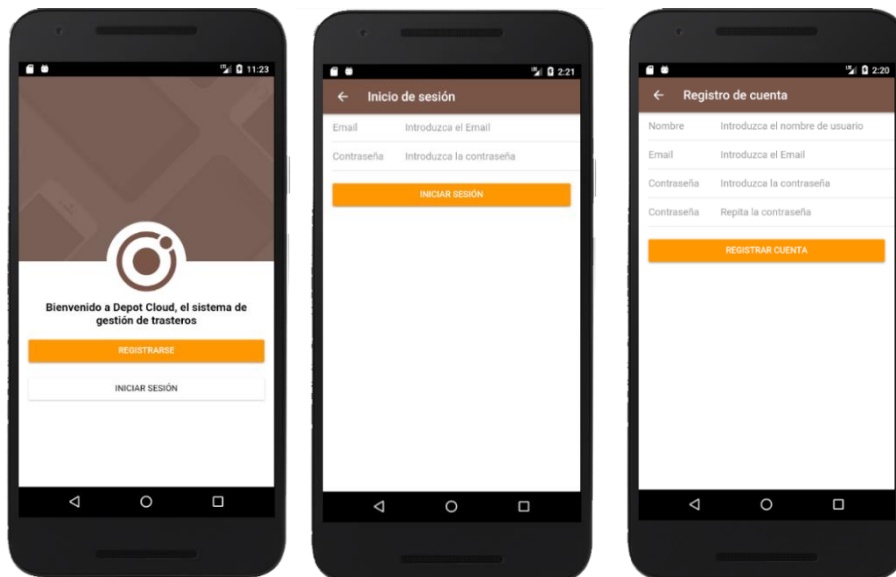 11:23
Bienvenido a Depot Cloud, el sistema de
gestión de trasteros
REGISTRARSE
INICIAR SESIÓN
2:21
Inicio de sesión
Email Introduzca el Email
Contraseña Introduzca la contraseña
INICIAR SESIÓN
2:20
Registro de cuenta
Nombre Introduzca el nombre de usuario
Email Introduzca el Email
Contraseña Introduzca la contraseña
Contraseña Repita la contraseña
REGISTRAR CUENTA